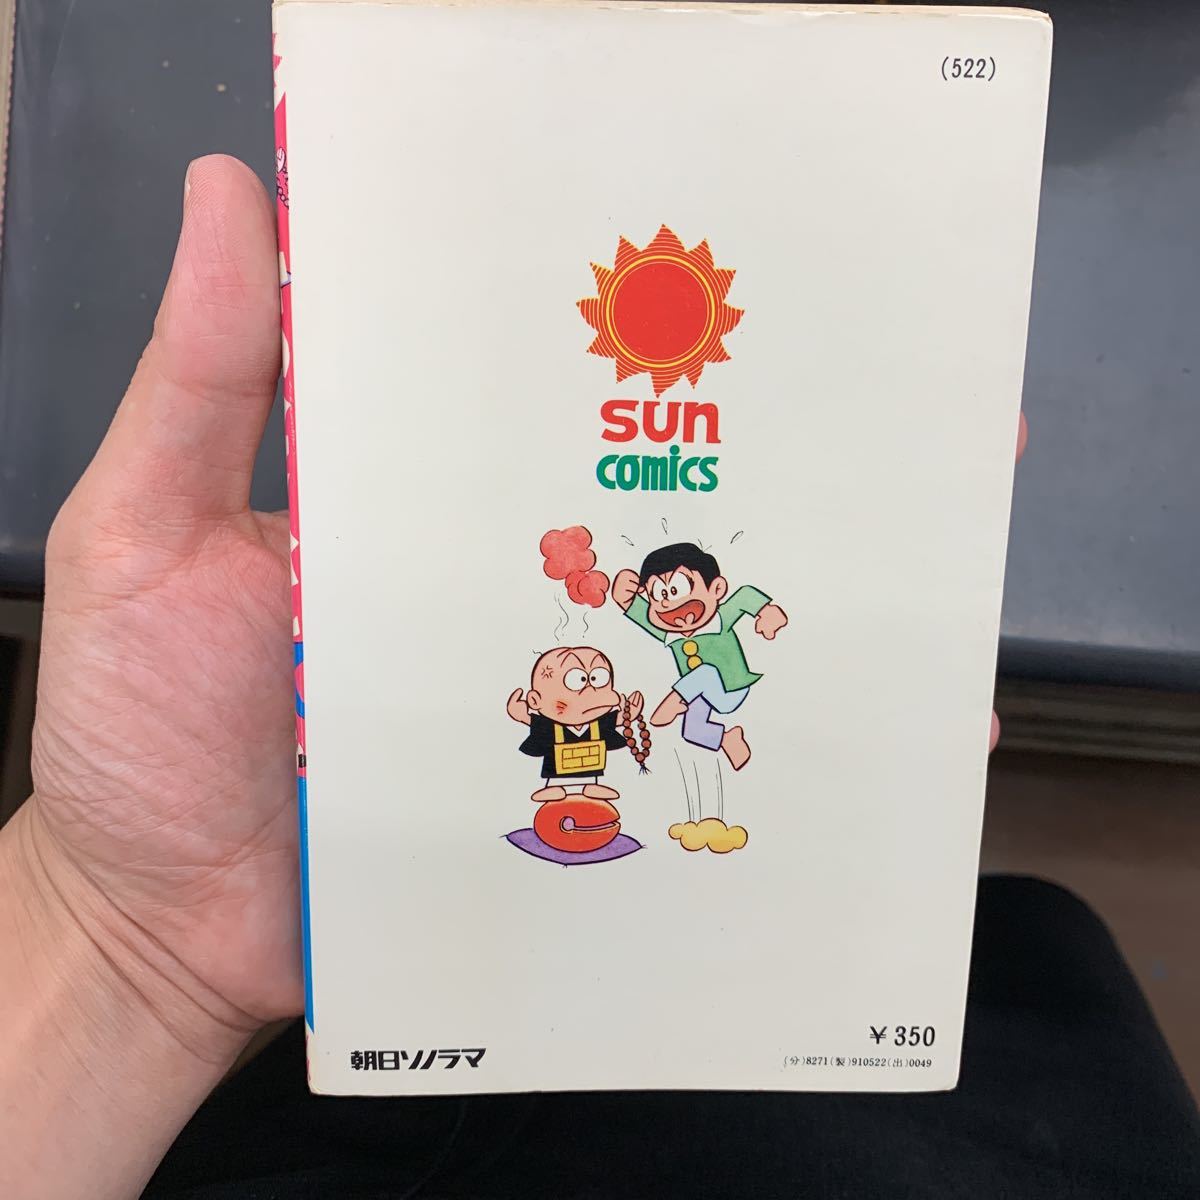 (522)
sun
comics
¥350
朝日ソノラマ
(分)8271(製)910522(出)0049